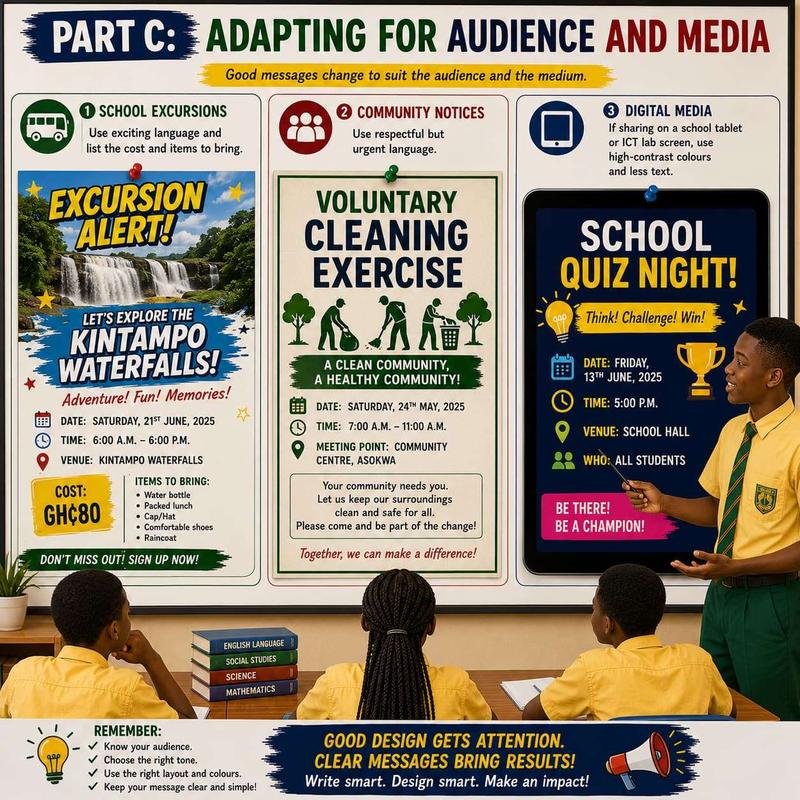 PART C: ADAPTING FOR AUDIENCE AND MEDIA
Good messages change to suit the audience and the medium.
1 SCHOOL EXCURSIONS
Use exciting language and
list the cost and items to bring.
EXCURSION
ALERT!
LET'S EXPLORE THE
KINTAMPO
WATERFALLS!
Adventure! Fun! Memories!
DATE: SATURDAY, 21ST JUNE, 2025
TIME: 6:00 A.M. – 6:00 P.M.
VENUE: KINTAMPO WATERFALLS
COST:
GH₵80
ITEMS TO BRING:
• Water bottle
• Packed lunch
• Cap/Hat
• Comfortable shoes
• Raincoat
DON'T MISS OUT! SIGN UP NOW!
2 COMMUNITY NOTICES
Use respectful but
urgent language.
VOLUNTARY
CLEANING
EXERCISE
A CLEAN COMMUNITY,
A HEALTHY COMMUNITY!
DATE: SATURDAY, 24TH MAY, 2025
TIME: 7:00 A.M. – 11:00 A.M.
MEETING POINT: COMMUNITY
CENTRE, ASOKWA
Your community needs you.
Let us keep our surroundings
clean and safe for all.
Please come and be part of the change!
Together, we can make a difference!
3 DIGITAL MEDIA
If sharing on a school tablet
or ICT lab screen, use
high-contrast colours
and less text.
SCHOOL
QUIZ NIGHT!
Think! Challenge! Win!
DATE: FRIDAY,
13TH JUNE, 2025
TIME: 5:00 P.M.
VENUE: SCHOOL HALL
WHO: ALL STUDENTS
BE THERE!
BE A CHAMPION!
ENGLISH LANGUAGE
SOCIAL STUDIES
SCIENCE
MATHEMATICS
REMEMBER:
✓ Know your audience.
✓ Choose the right tone.
✓ Use the right layout and colours.
✓ Keep your message clear and simple!
GOOD DESIGN GETS ATTENTION.
CLEAR MESSAGES BRING RESULTS!
Write smart. Design smart. Make an impact!